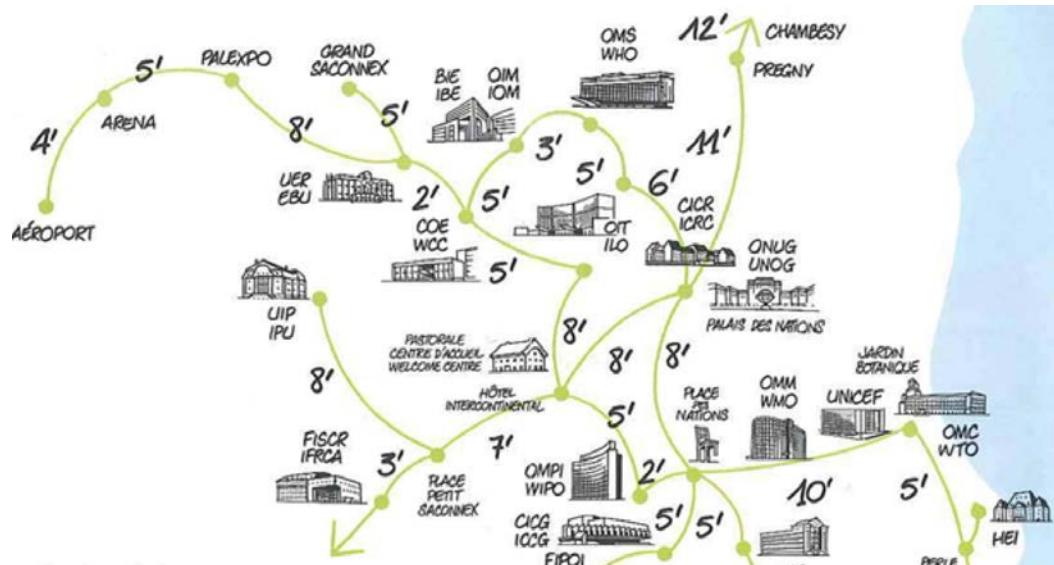 12'
CHAMBESY
PREGNY
OMS
WHO
GRAND
SACONNEX
PALEXPO
5'
ARENA
4'
AÉROPORT
8'
5'
BIE
IBE
OIM
IOM
3'
5'
6'
11'
UER
EBU
2'
5'
COE
WCC
5'
OIT
ILO
CICR
ICRC
ONUG
UNOG
PALAIS DES NATIONS
UIP
IPU
8'
PASTORALE
CENTRE D'ACCUEIL
WELCOME CENTRE
8'
8'
8'
HÔTEL
INTERCONTINENTAL
PLACE
DES
NATIONS
OMM
WMO
UNICEF
JARDIN
BOTANIQUE
OMC
WTO
FISCR
IFRCA
3'
7'
PLACE
PETIT
SACONNEX
5'
OMPI
WIPO
2'
10'
5'
HEI
CICG
ICCG
5'
5'
FIPOI
PERLE